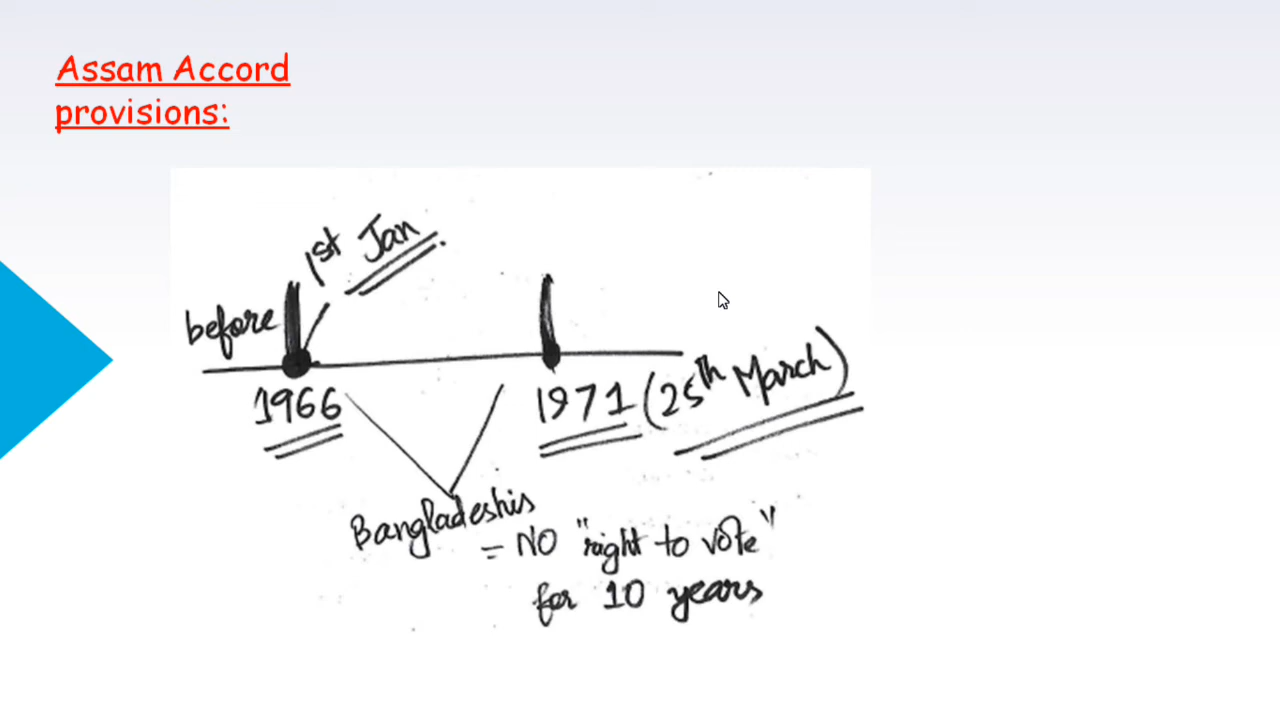 Assam Accord
provisions:
1st Jan.
before
1966
1971 (25th March)
Bangladeshis
= NO "right to vote"
for 10 years